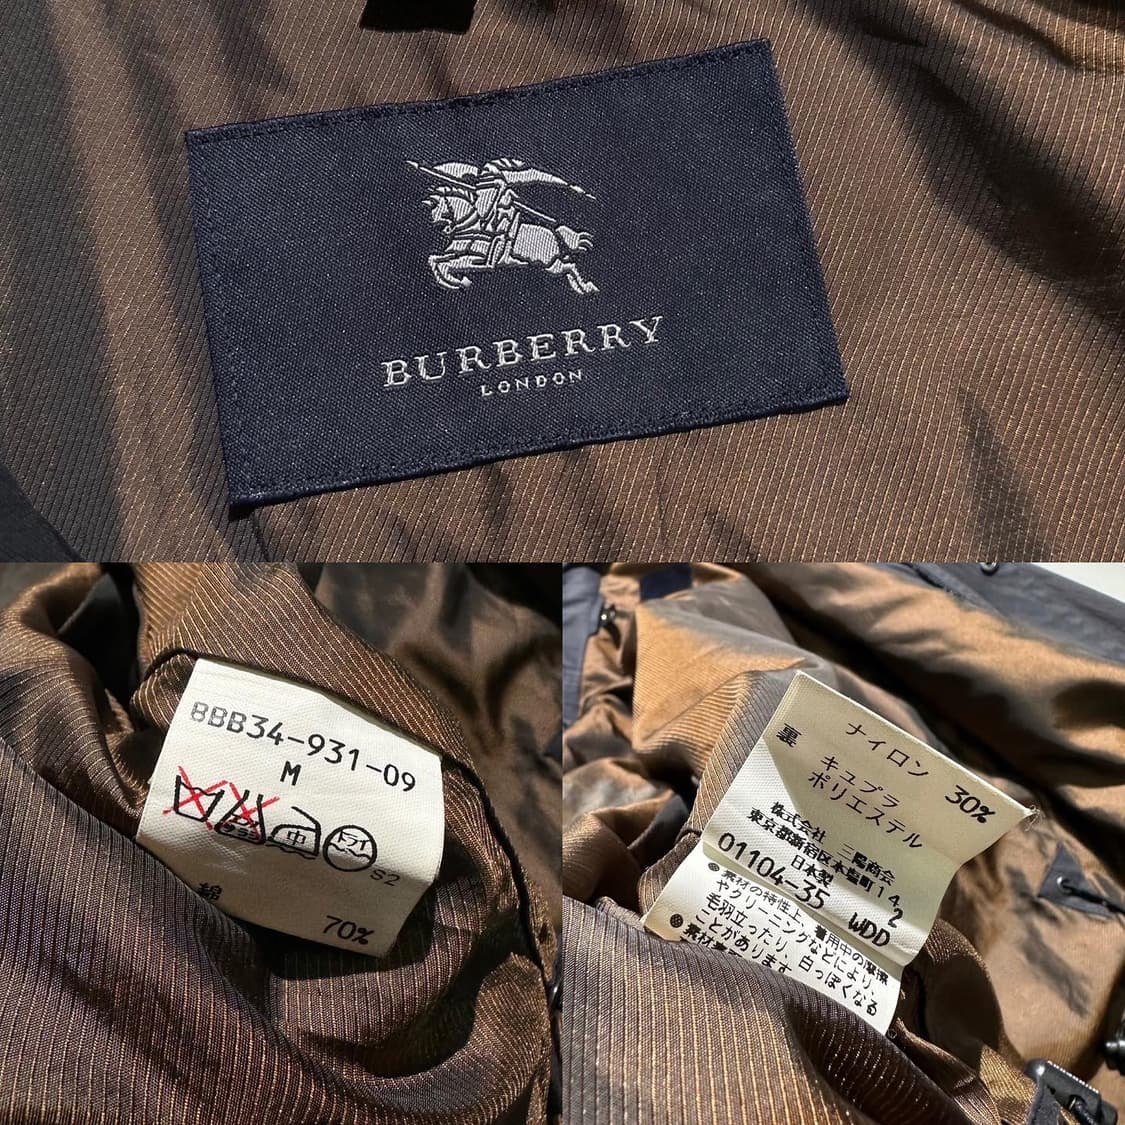 BURBERRY
LONDON
BBB34-931-09
M
ドライ
中
S2
綿 70%
ナイロン 30%
裏 キュプラ
ポリエステル
株式会社 三陽商会
東京都新宿区本塩町14
日本製 2
01104-35 WDD
素材の特性上、着用中の摩擦
やクリーニングなどにより、
毛羽立ったり、白っぽくなる
ことがあります
素材